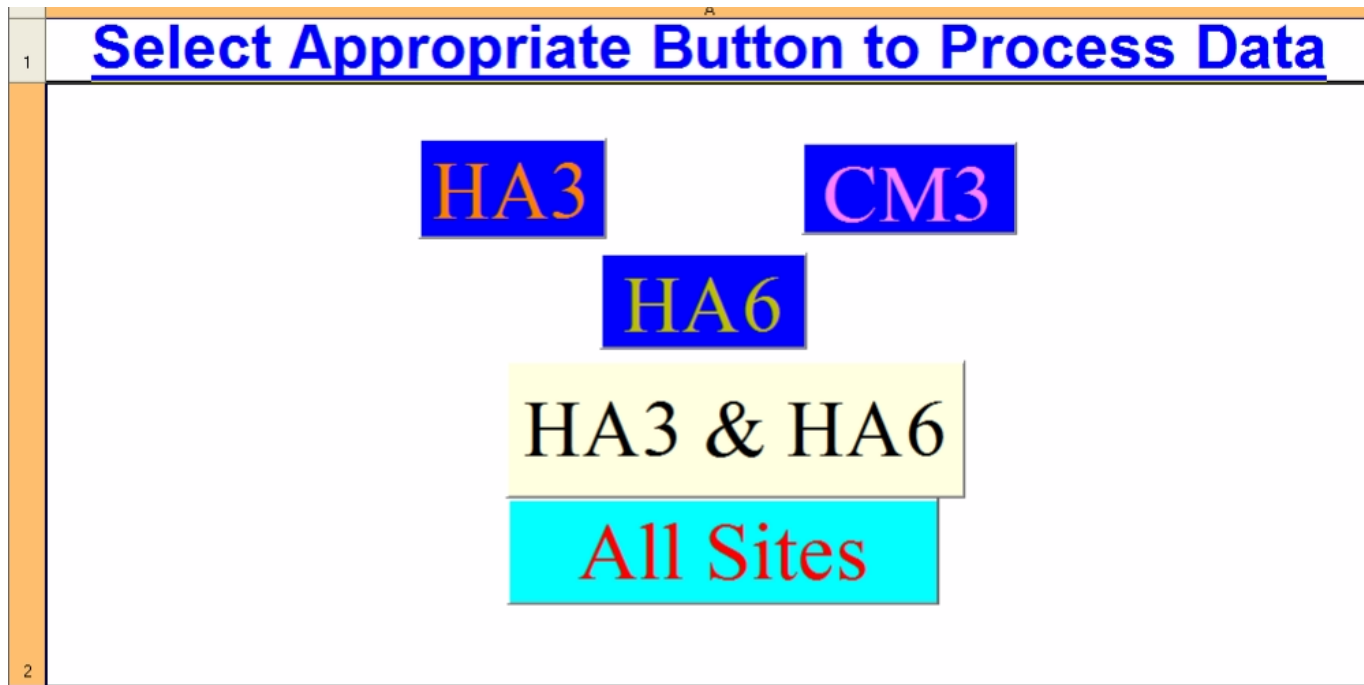 A
1
Select Appropriate Button to Process Data
HA3
CM3
HA6
HA3 & HA6
All Sites
2